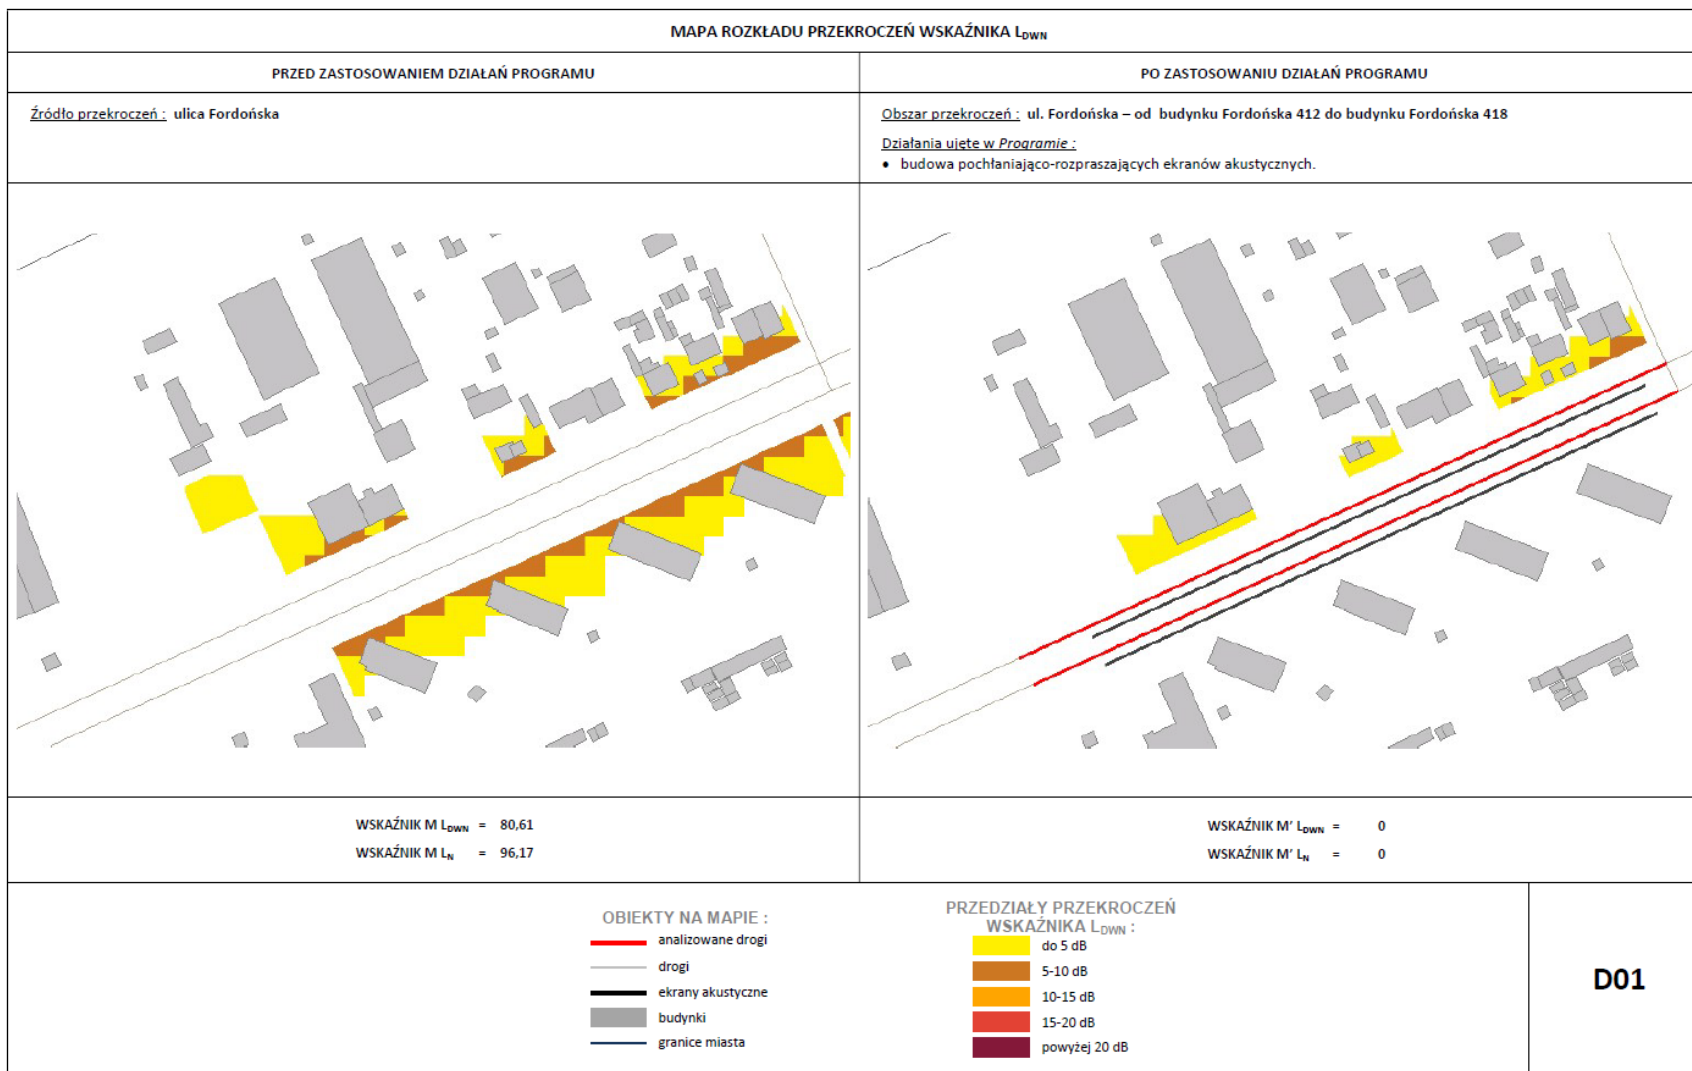 MAPA ROZKŁADU PRZEKROCZEŃ WSKAŹNIKA LDWN
PRZED ZASTOSOWANIEM DZIAŁAŃ PROGRAMU
PO ZASTOSOWANIU DZIAŁAŃ PROGRAMU
Źródło przekroczeń : ulica Fordońska
Obszar przekroczeń : ul. Fordońska – od budynku Fordońska 412 do budynku Fordońska 418
Działania ujęte w Programie :
• budowa pochłaniająco-rozpraszających ekranów akustycznych.
WSKAŹNIK M LDWN = 80,61
WSKAŹNIK M LN = 96,17
WSKAŹNIK M' LDWN = 0
WSKAŹNIK M' LN = 0
OBIEKTY NA MAPIE :
analizowane drogi
drogi
ekrany akustyczne
budynki
granice miasta
PRZEDZIAŁY PRZEKROCZEŃ
WSKAŹNIKA LDWN :
do 5 dB
5-10 dB
10-15 dB
15-20 dB
powyżej 20 dB
D01